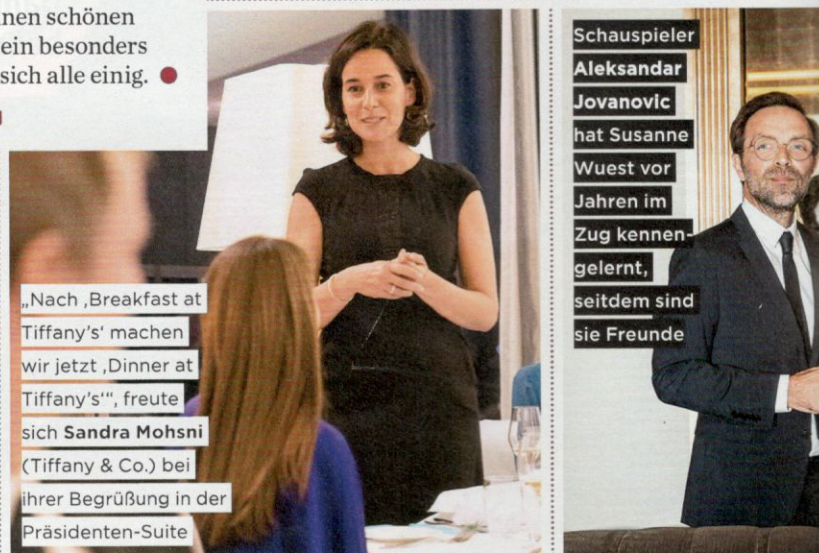 nen schönen
ein besonders
sich alle einig.
„Nach ‚Breakfast at
Tiffany's' machen
wir jetzt ‚Dinner at
Tiffany's'", freute
sich Sandra Mohsni
(Tiffany & Co.) bei
ihrer Begrüßung in der
Präsidenten-Suite
Schauspieler
Aleksandar
Jovanovic
hat Susanne
Wuest vor
Jahren im
Zug kennen-
gelernt,
seitdem sind
sie Freunde